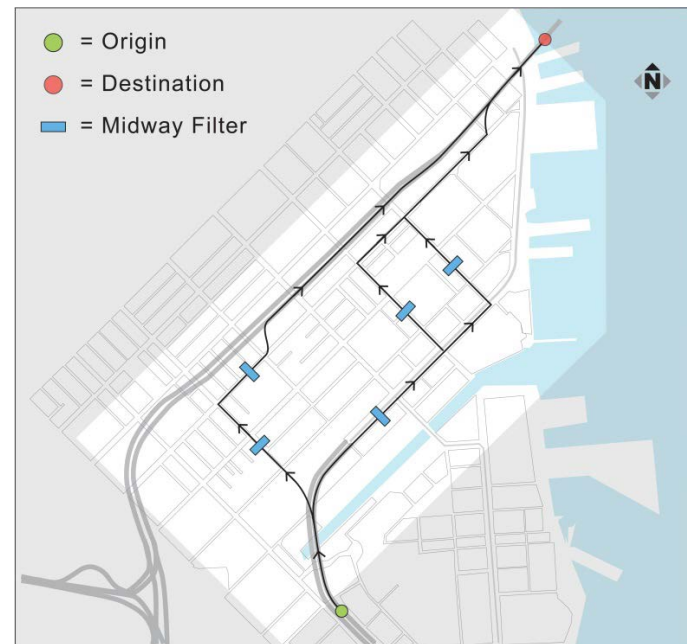 = Origin
= Destination
= Midway Filter
N